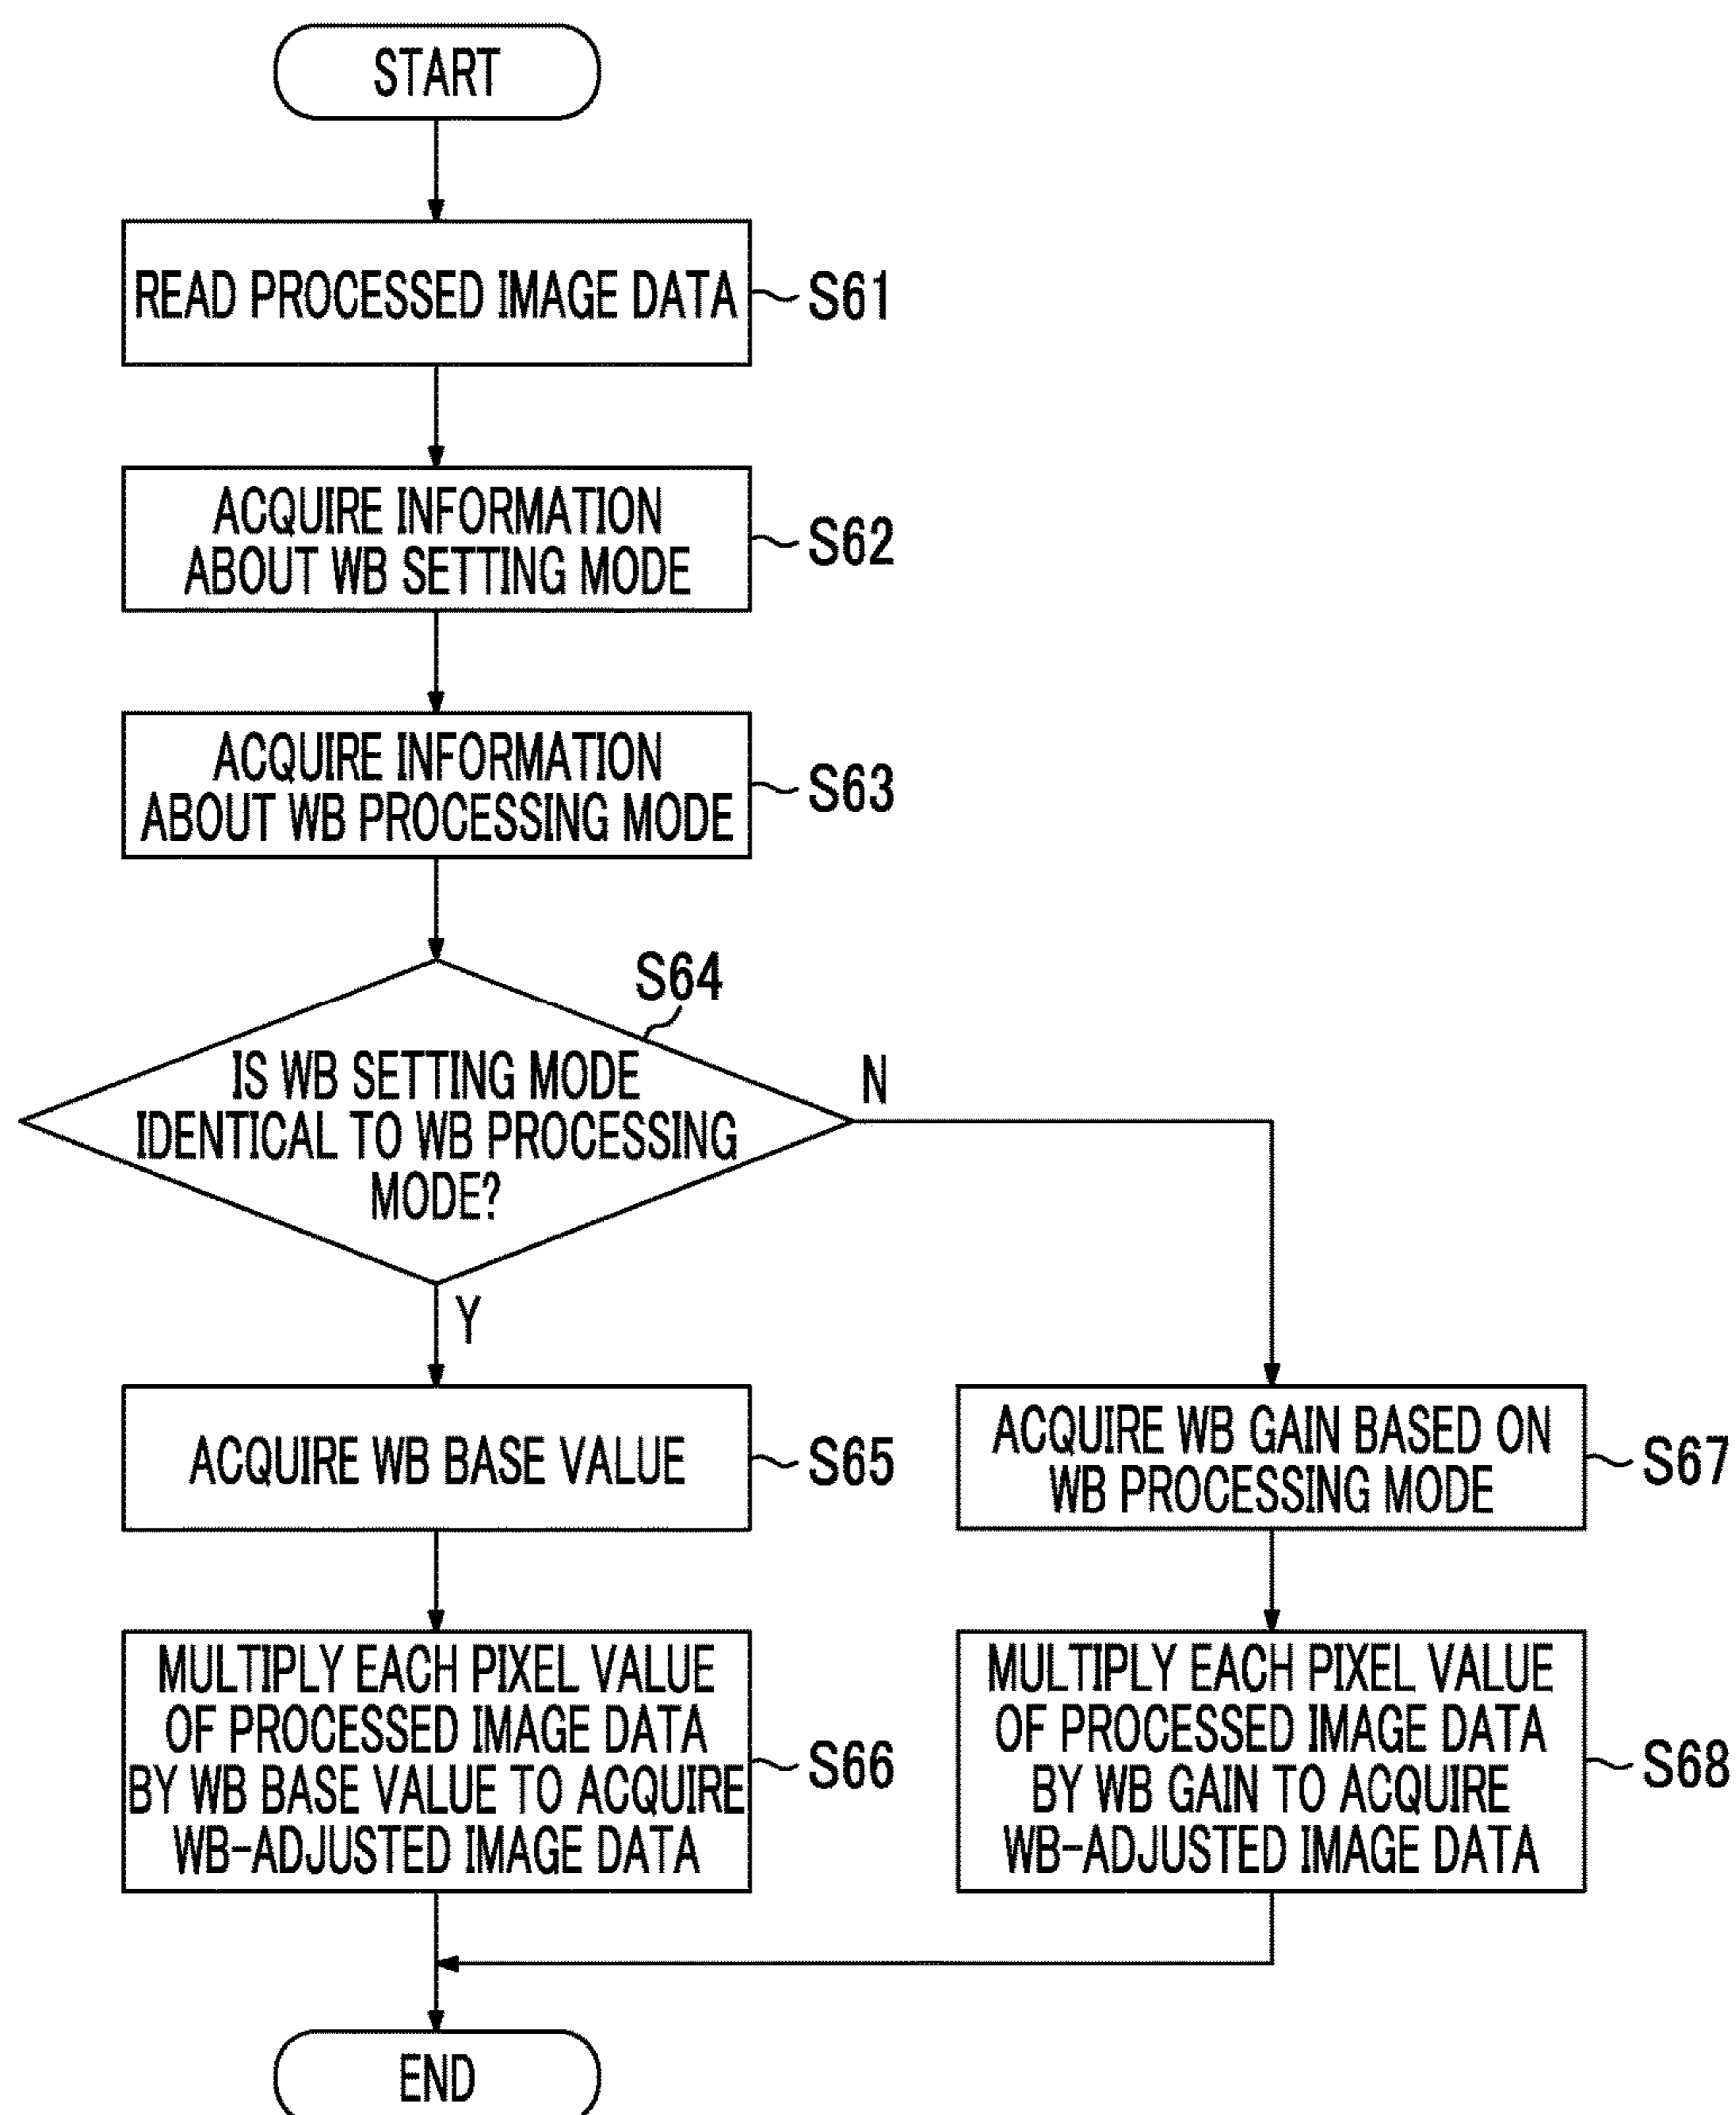 START
READ PROCESSED IMAGE DATA
S61
ACQUIRE INFORMATION
ABOUT WB SETTING MODE
S62
ACQUIRE INFORMATION
ABOUT WB PROCESSING MODE
S63
S64
IS WB SETTING MODE
IDENTICAL TO WB PROCESSING
MODE?
N
Y
ACQUIRE WB BASE VALUE
S65
ACQUIRE WB GAIN BASED ON
WB PROCESSING MODE
S67
MULTIPLY EACH PIXEL VALUE
OF PROCESSED IMAGE DATA
BY WB BASE VALUE TO ACQUIRE
WB-ADJUSTED IMAGE DATA
S66
MULTIPLY EACH PIXEL VALUE
OF PROCESSED IMAGE DATA
BY WB GAIN TO ACQUIRE
WB-ADJUSTED IMAGE DATA
S68
END